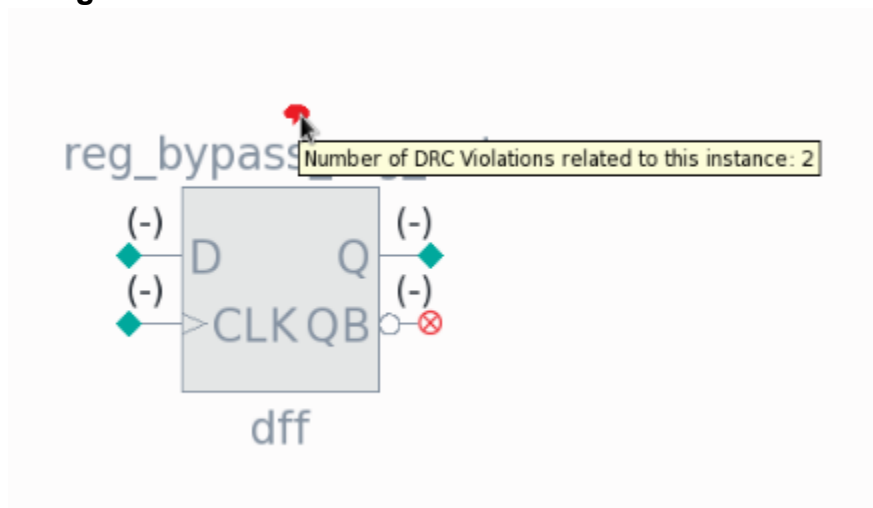 reg_bypass
Number of DRC Violations related to this instance: 2
(-) (-)
D Q
(-) (-)
CLK QB
dff